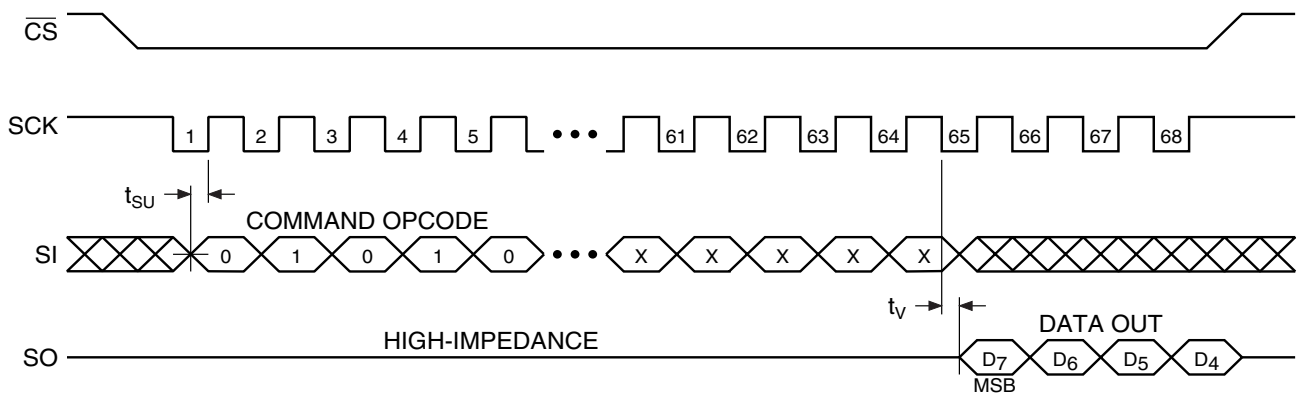 CS
SCK 1 2 3 4 5 61 62 63 64 65 66 67 68
tSU
COMMAND OPCODE
SI 0 1 0 1 0 X X X X X
tV
HIGH-IMPEDANCE DATA OUT
SO D7 D6 D5 D4
MSB